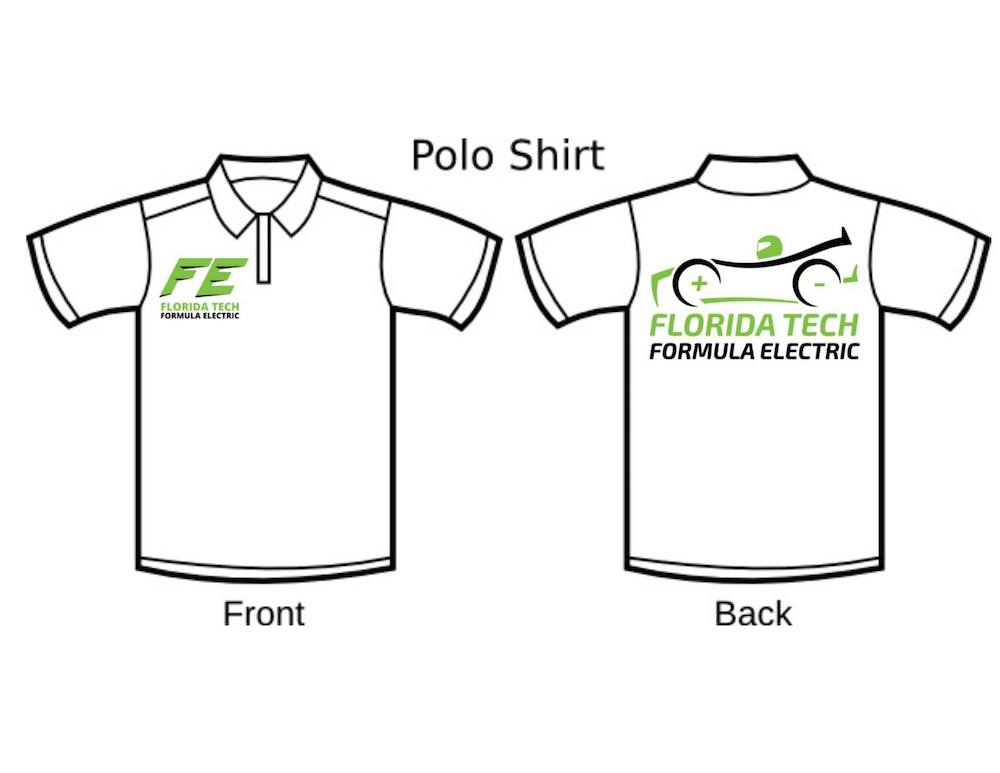 Polo Shirt
FE
FLORIDA TECH
FORMULA ELECTRIC
+ -
FLORIDA TECH
FORMULA ELECTRIC
Front
Back